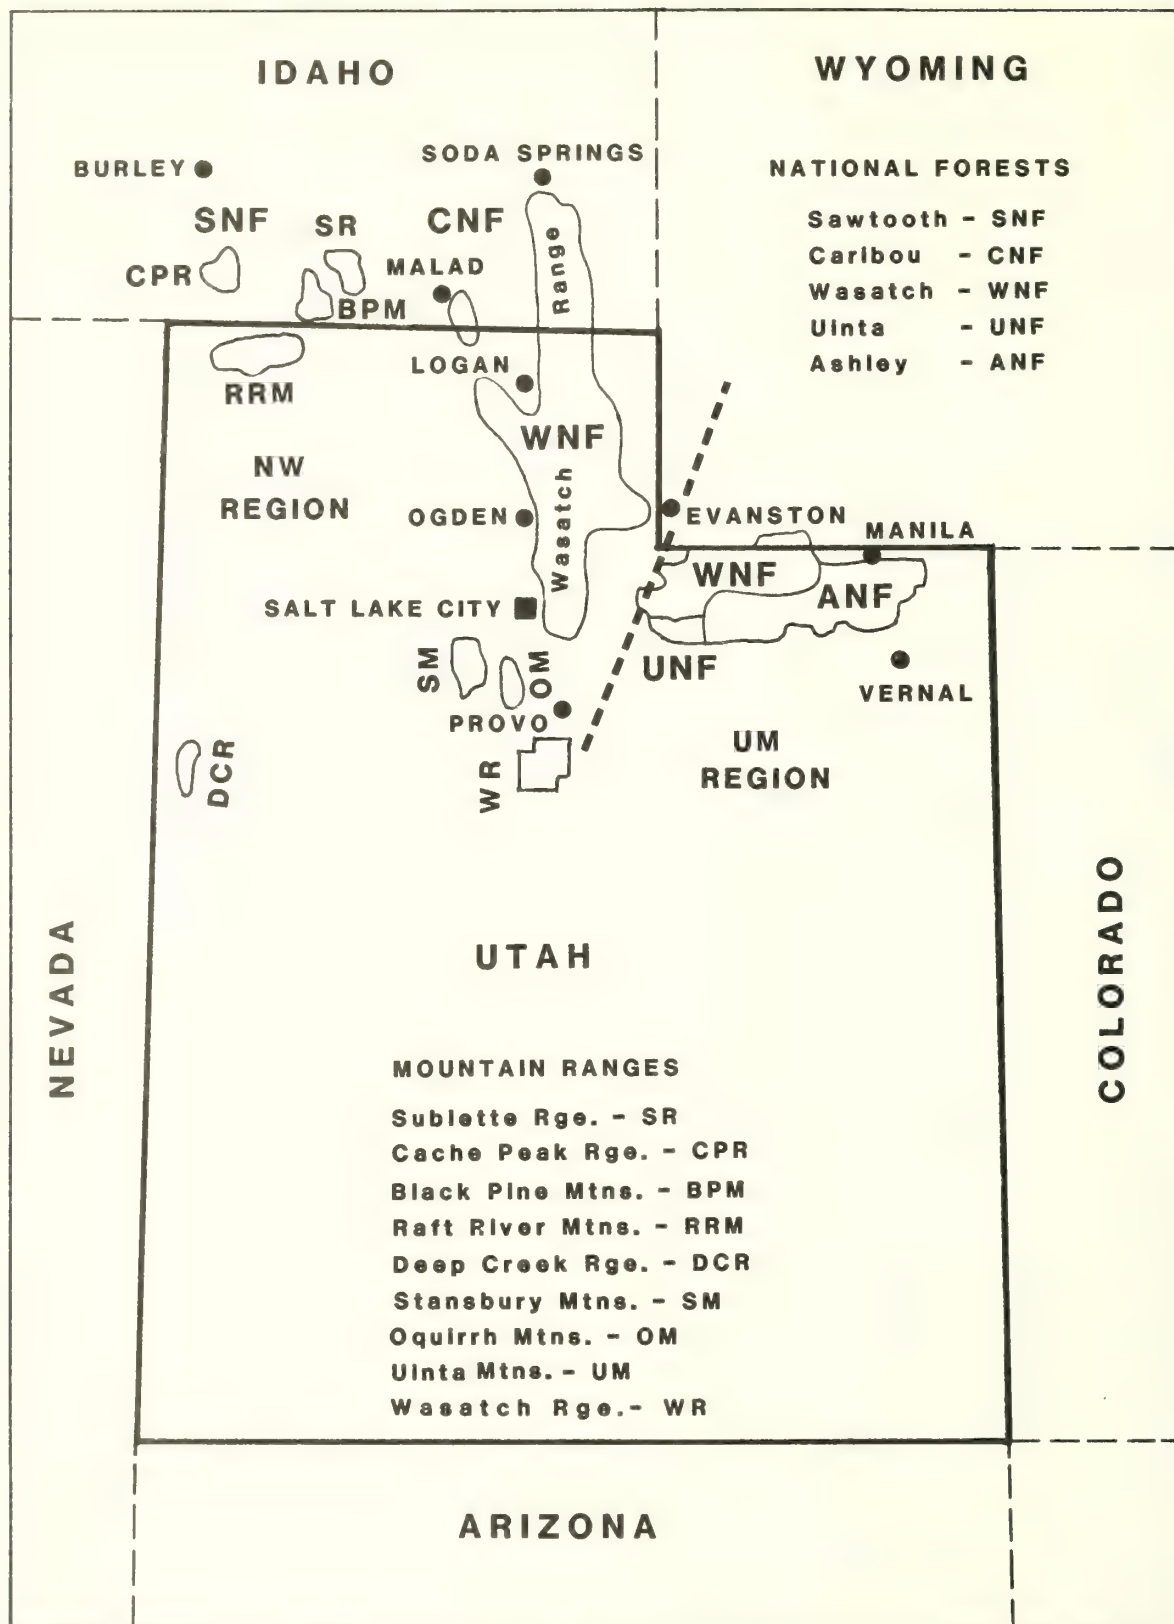 IDAHO
WYOMING
BURLEY
SODA SPRINGS
NATIONAL FORESTS
Sawtooth - SNF
Caribou - CNF
Wasatch - WNF
Uinta - UNF
Ashley - ANF
SNF
SR
CNF
Range
CPR
MALAD
BPM
LOGAN
RRM
WNF
NW
REGION
Wasatch
OGDEN
EVANSTON
MANILA
WNF
ANF
SALT LAKE CITY
SM
OM
UNF
VERNAL
PROVO
UM
REGION
DCR
WR
NEVADA
UTAH
COLORADO
MOUNTAIN RANGES
Sublette Rge. - SR
Cache Peak Rge. - CPR
Black Pine Mtns. - BPM
Raft River Mtns. - RRM
Deep Creek Rge. - DCR
Stansbury Mtns. - SM
Oquirrh Mtns. - OM
Uinta Mtns. - UM
Wasatch Rge.- WR
ARIZONA